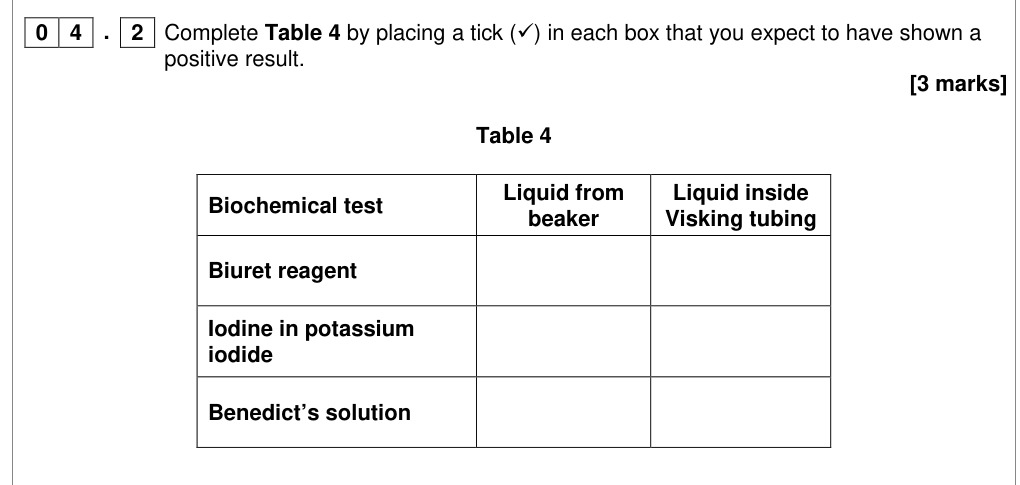 0 4 . 2 Complete Table 4 by placing a tick (✓) in each box that you expect to have shown a
positive result.
[3 marks]
Table 4
Biochemical test
Liquid from
beaker
Liquid inside
Visking tubing
Biuret reagent
Iodine in potassium
iodide
Benedict's solution